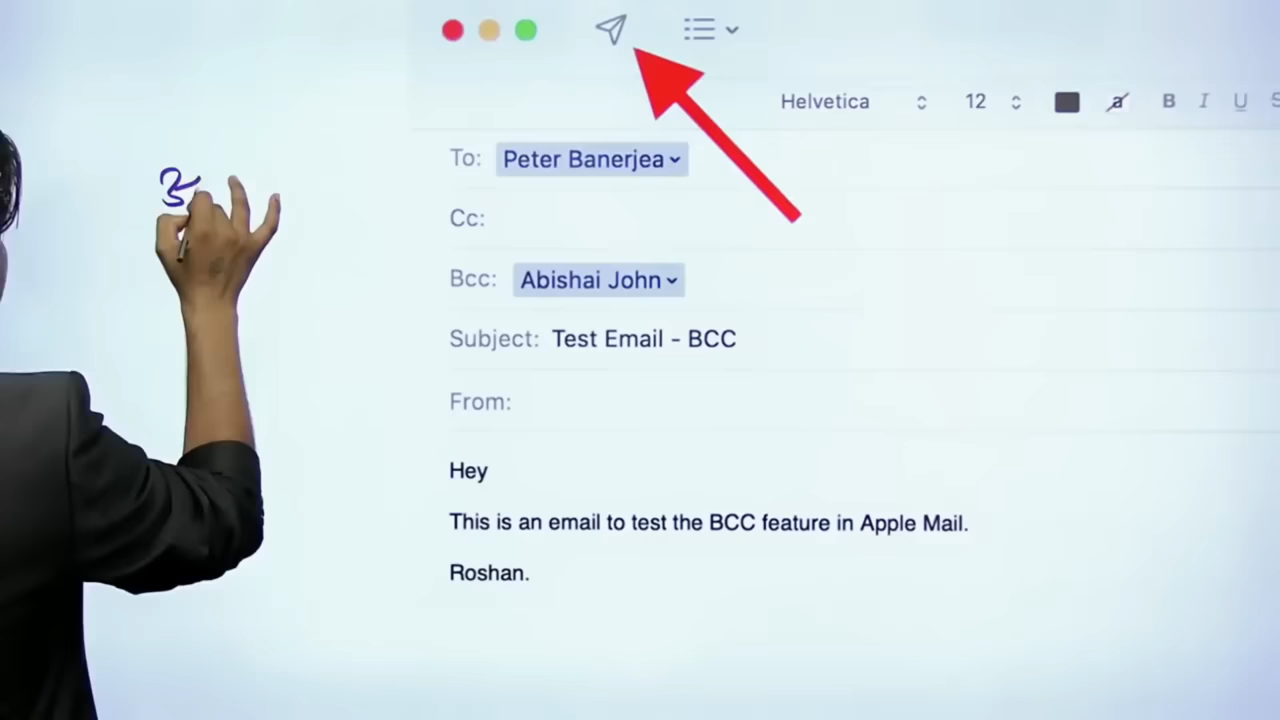 Helvetica 12 a B I U S
To: Peter Banerjea
Cc:
Bcc: Abishai John
Subject: Test Email - BCC
From:
Hey
This is an email to test the BCC feature in Apple Mail.
Roshan.